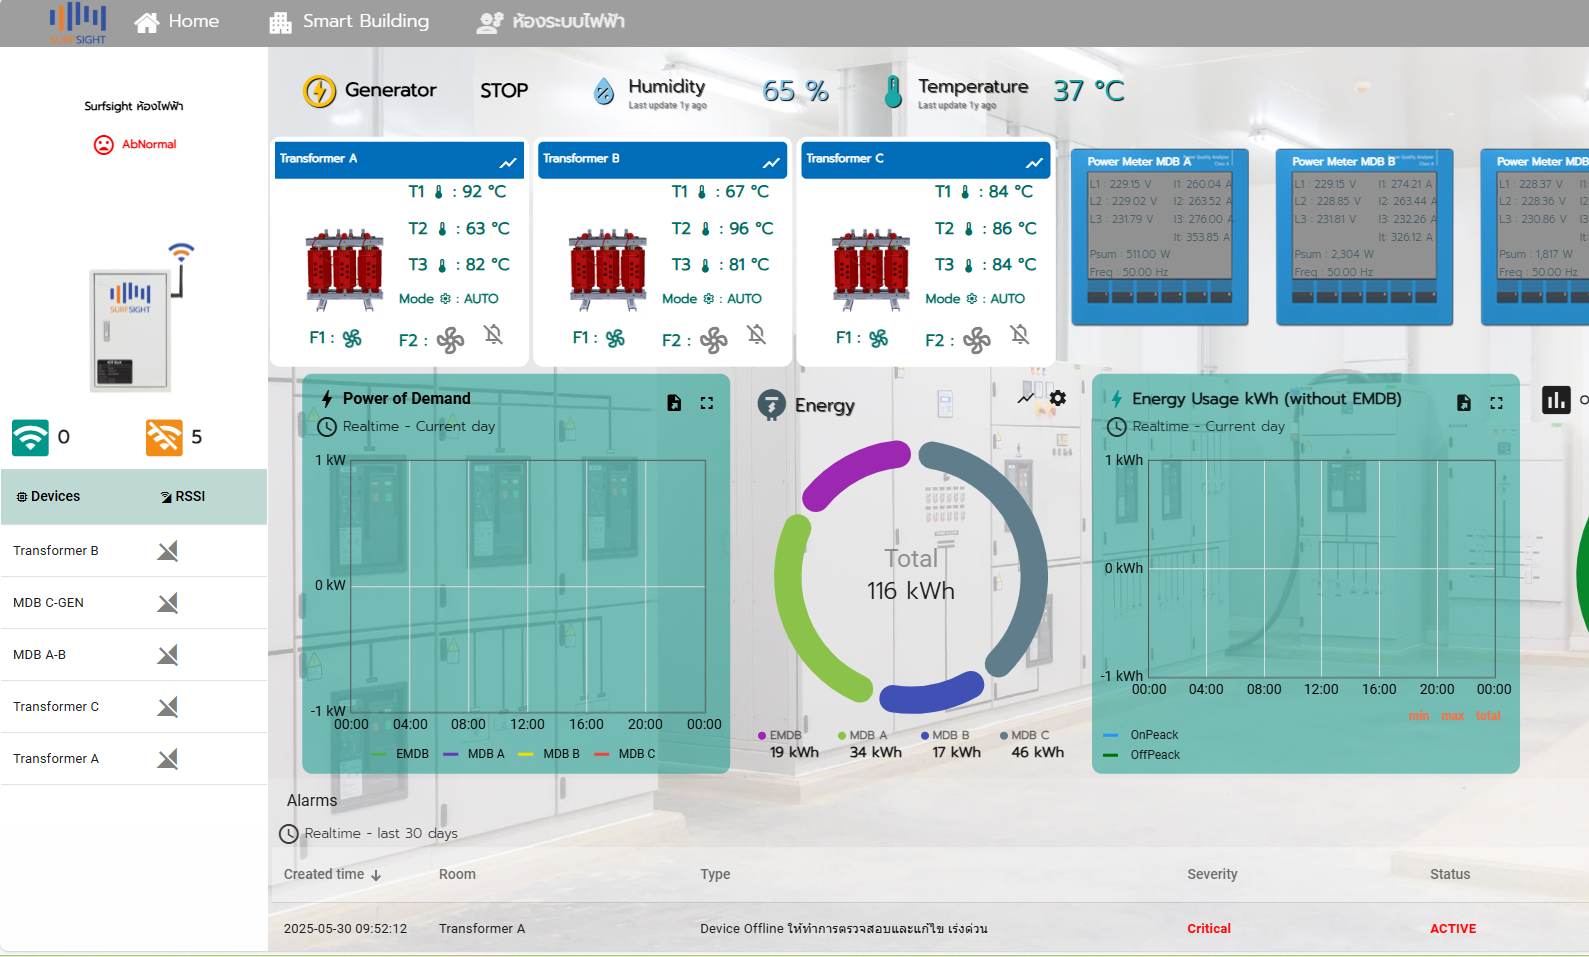 SURFSIGHT
Home
Smart Building
ห้องระบบไฟฟ้า
Surfsight ห้องไฟฟ้า
AbNormal
SURFSIGHT
0
5
Devices
RSSI
Transformer B
MDB C-GEN
MDB A-B
Transformer C
Transformer A
Generator
STOP
Humidity
Last update 1y ago
65 %
Temperature
Last update 1y ago
37 °C
Transformer A
T1 : 92 °C
T2 : 63 °C
T3 : 82 °C
Mode : AUTO
F1 :
F2 :
Transformer B
T1 : 67 °C
T2 : 96 °C
T3 : 81 °C
Mode : AUTO
F1 :
F2 :
Transformer C
T1 : 84 °C
T2 : 86 °C
T3 : 84 °C
Mode : AUTO
F1 :
F2 :
Power Meter MDB A
L1 : 229.15 V I1: 260.04 A
L2 : 229.02 V I2: 263.52 A
L3 : 231.79 V I3: 276.00 A
It: 353.85 A
Psum : 511.00 W
Freq : 50.00 Hz
Power Meter MDB B
L1 : 229.15 V I1: 274.21 A
L2 : 228.85 V I2: 263.44 A
L3 : 231.81 V I3: 232.26 A
It: 326.12 A
Psum : 2,304 W
Freq : 50.00 Hz
Power Meter MDB
L1 : 228.37 V I1:
L2 : 228.36 V I2:
L3 : 230.86 V I3:
It:
Psum : 1,817 W
Freq : 50.00 Hz
Power of Demand
Realtime - Current day
1 kW
0 kW
-1 kW
00:00 04:00 08:00 12:00 16:00 20:00 00:00
EMDB MDB A MDB B MDB C
Energy
Total
116 kWh
EMDB MDB A MDB B MDB C
19 kWh 34 kWh 17 kWh 46 kWh
Energy Usage kWh (without EMDB)
Realtime - Current day
1 kWh
0 kWh
-1 kWh
00:00 04:00 08:00 12:00 16:00 20:00 00:00
min max total
OnPeack
OffPeack
Alarms
Realtime - last 30 days
Created time Room Type Severity Status
2025-05-30 09:52:12 Transformer A Device Offline ให้ทำการตรวจสอบและแก้ไข เร่งด่วน Critical ACTIVE